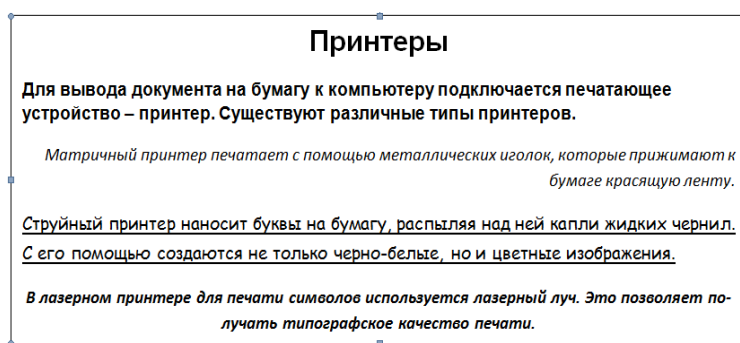 Принтеры
Для вывода документа на бумагу к компьютеру подключается печатающее
устройство – принтер. Существуют различные типы принтеров.
Матричный принтер печатает с помощью металлических иголок, которые прижимают к
бумаге красящую ленту.
Струйный принтер наносит буквы на бумагу, распыляя над ней капли жидких чернил.
С его помощью создаются не только черно-белые, но и цветные изображения.
В лазерном принтере для печати символов используется лазерный луч. Это позволяет по-
лучать типографское качество печати.